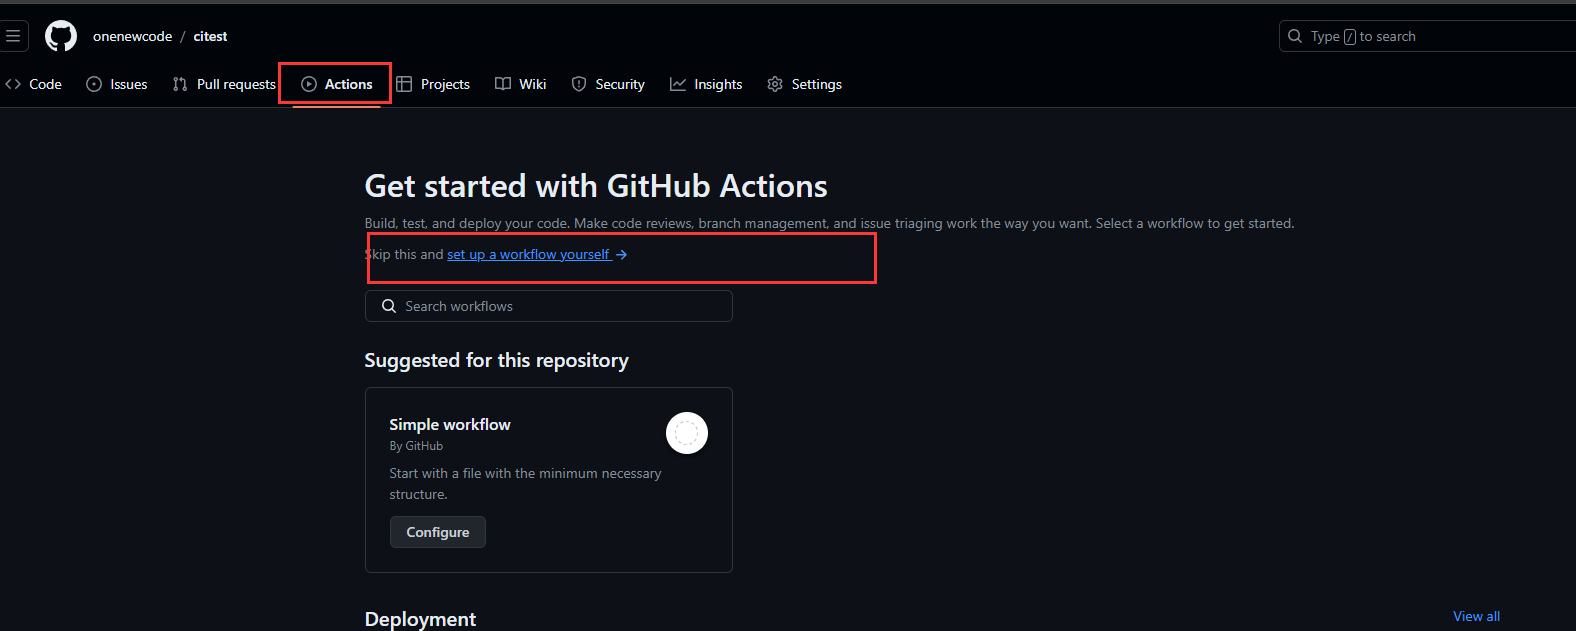 onenewcode / citest
Type / to search
Code Issues Pull requests Actions Projects Wiki Security Insights Settings
Get started with GitHub Actions
Build, test, and deploy your code. Make code reviews, branch management, and issue triaging work the way you want. Select a workflow to get started.
Skip this and set up a workflow yourself →
Search workflows
Suggested for this repository
Simple workflow
By GitHub
Start with a file with the minimum necessary
structure.
Configure
Deployment
View all